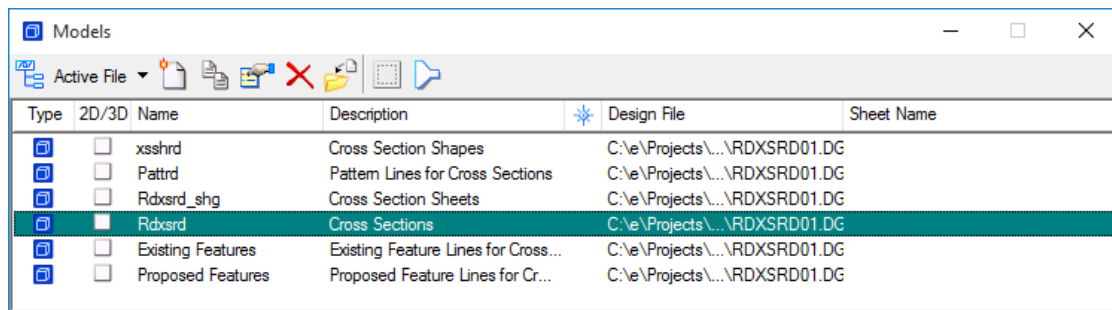 Models
Active File
Type 2D/3D Name Description Design File Sheet Name
xsshrd Cross Section Shapes C:\e\Projects\...\RDXSRD01.DG
Pattrd Pattern Lines for Cross Sections C:\e\Projects\...\RDXSRD01.DG
Rdxsrd_shg Cross Section Sheets C:\e\Projects\...\RDXSRD01.DG
Rdxsrd Cross Sections C:\e\Projects\...\RDXSRD01.DG
Existing Features Existing Feature Lines for Cross... C:\e\Projects\...\RDXSRD01.DG
Proposed Features Proposed Feature Lines for Cr... C:\e\Projects\...\RDXSRD01.DG